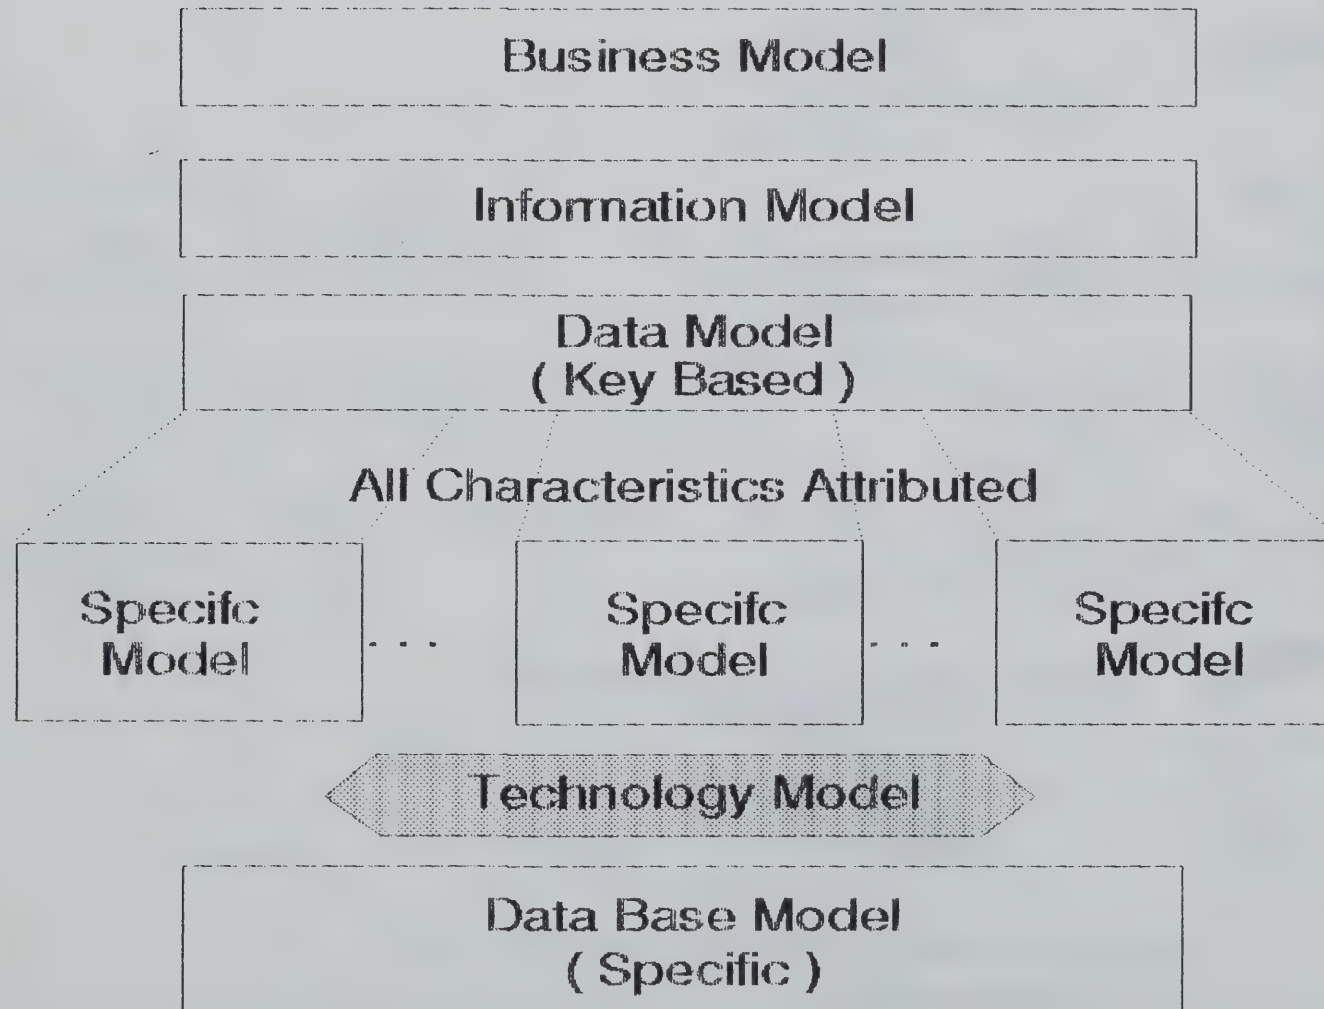 Business Model
Information Model
Data Model
( Key Based )
All Characteristics Attributed
Specifc
Model
. . .
Specifc
Model
. . .
Specifc
Model
Technology Model
Data Base Model
( Specific )